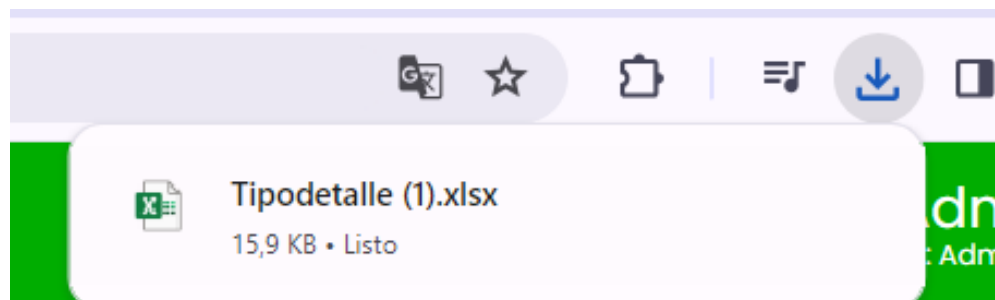 Tipodetalle (1).xlsx
15,9 KB • Listo